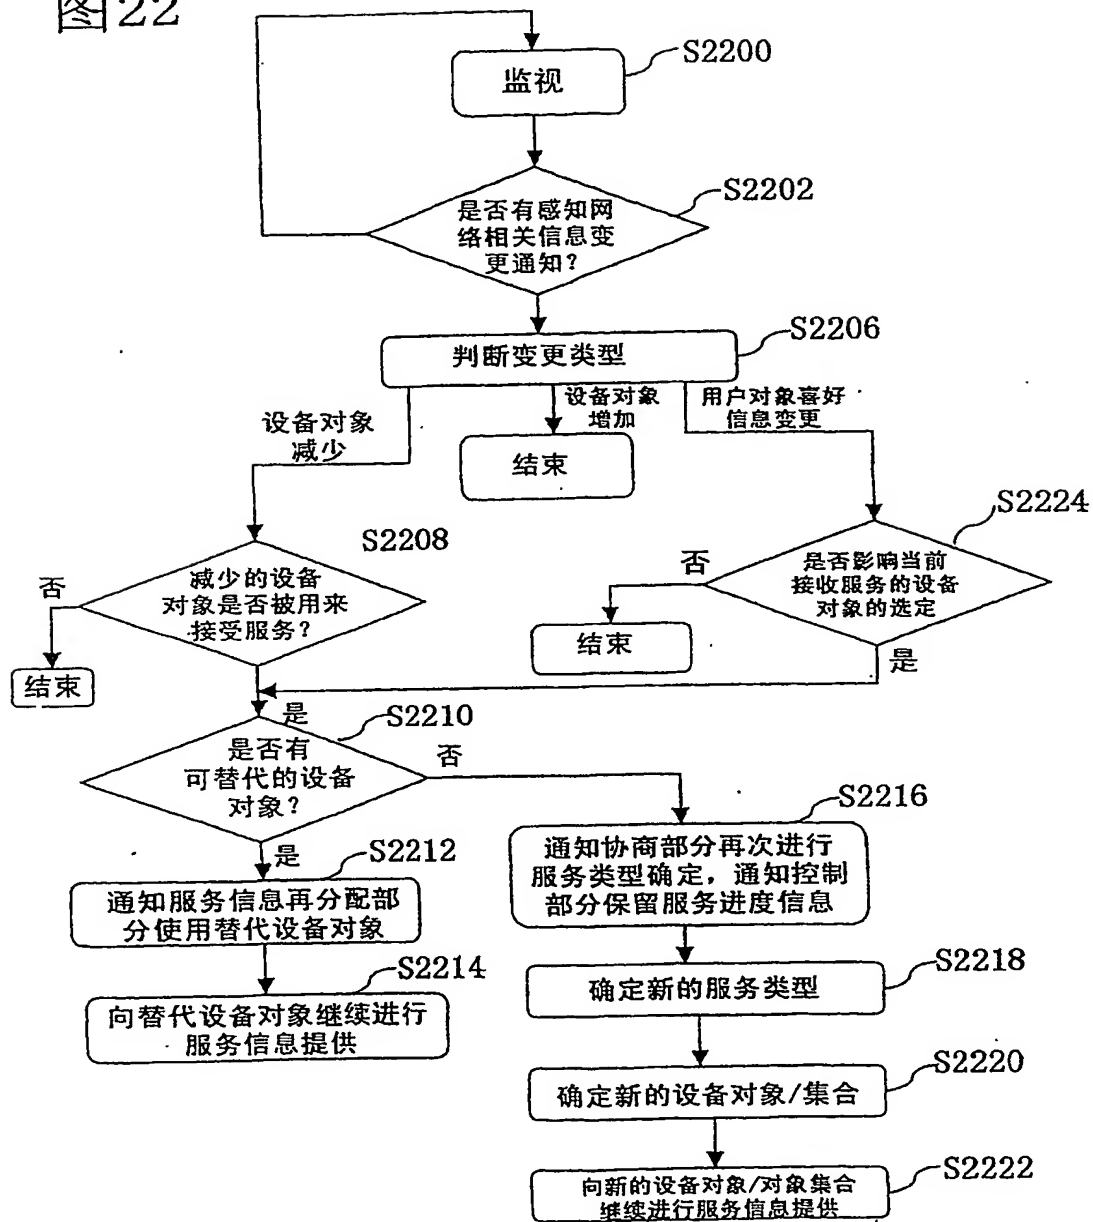 图22
S2200
监视
S2202
是否有感知网
络相关信息变
更通知？
S2206
判断变更类型
设备对象
减少
设备对象
增加
用户对象喜好
信息变更
结束
S2208
减少的设备
对象是否被用来
接受服务？
否
结束
S2224
是否影响当前
接收服务的设备
对象的选定
否
结束
是
是
S2210
是否有
可替代的设备
对象？
否
是
S2212
通知服务信息再分配部
分使用替代设备对象
S2214
向替代设备对象继续进行
服务信息提供
S2216
通知协商部分再次进行
服务类型确定，通知控制
部分保留服务进度信息
S2218
确定新的服务类型
S2220
确定新的设备对象/集合
S2222
向新的设备对象/对象集合
继续进行服务信息提供